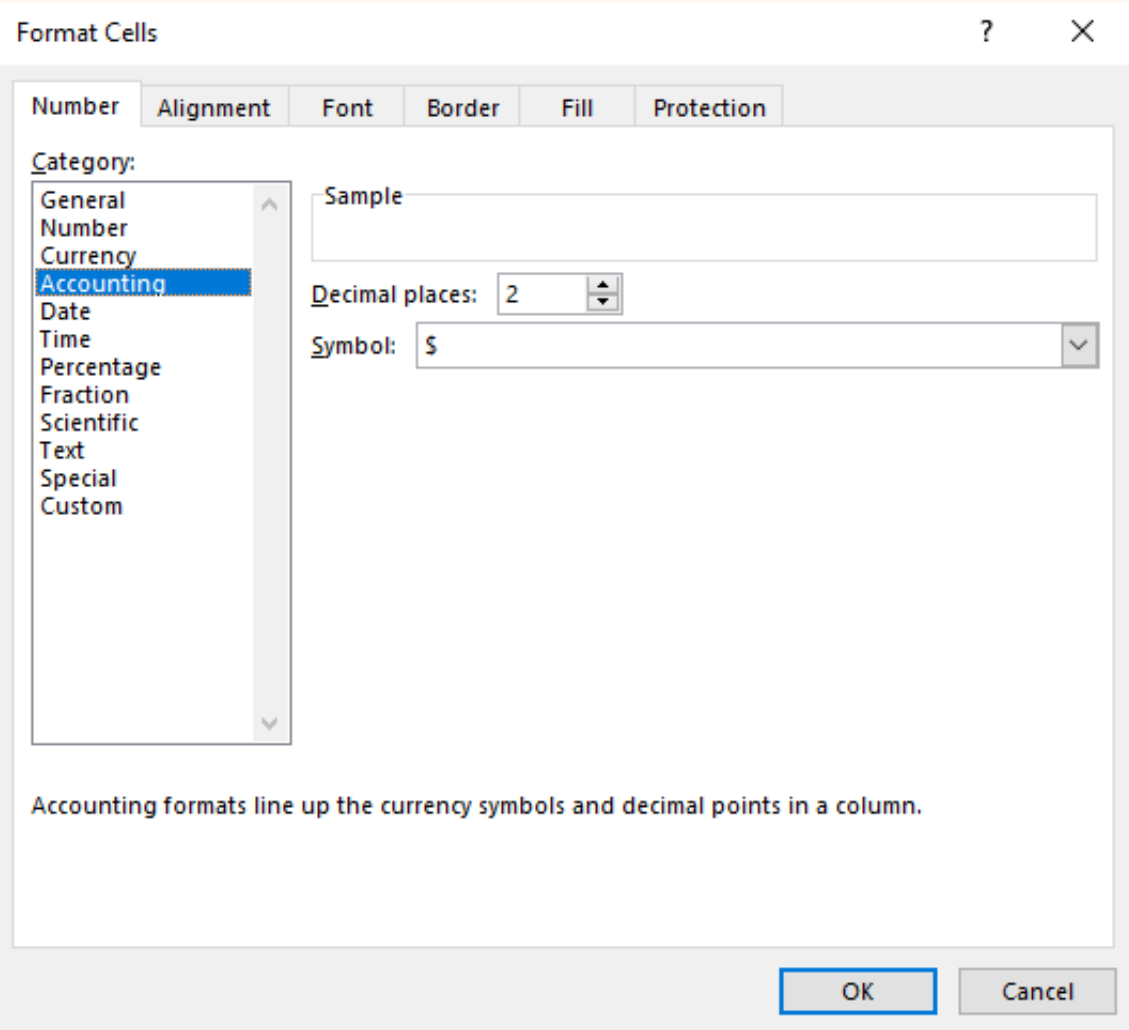 Format Cells ?
Number Alignment Font Border Fill Protection
Category:
General
Number
Currency
Accounting
Date
Time
Percentage
Fraction
Scientific
Text
Special
Custom
Sample
Decimal places: 2
Symbol: $
Accounting formats line up the currency symbols and decimal points in a column.
OK Cancel